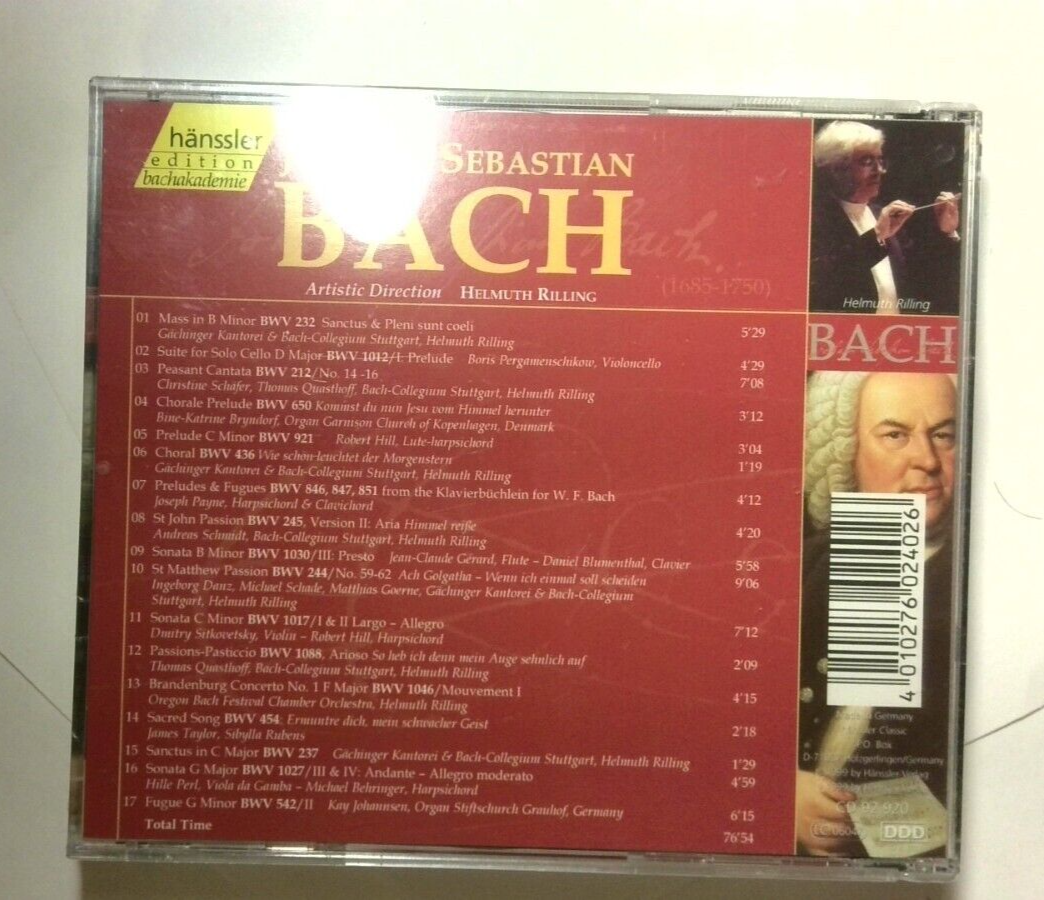 hänssler
edition
bachakademie
SEBASTIAN
BACH
(1685-1750)
Artistic Direction HELMUTH RILLING
Helmuth Rilling
BACH
01 Mass in B Minor BWV 232 Sanctus & Pleni sunt coeli 5'29
Gächinger Kantorei & Bach-Collegium Stuttgart, Helmuth Rilling
02 Suite for Solo Cello D Major BWV 1012/I: Prelude Boris Pergamenschikow, Violoncello 4'29
03 Peasant Cantata BWV 212/No. 14 -16 7'08
Christine Schäfer, Thomas Quasthoff, Bach-Collegium Stuttgart, Helmuth Rilling
04 Chorale Prelude BWV 650 Kommst du nun Jesu vom Himmel herunter 3'12
Bine-Katrine Bryndorf, Organ Garnison Church of Kopenhagen, Denmark
05 Prelude C Minor BWV 921 Robert Hill, Lute-harpsichord 3'04
06 Choral BWV 436 Wie schön leuchtet der Morgenstern 1'19
Gächinger Kantorei & Bach-Collegium Stuttgart, Helmuth Rilling
07 Preludes & Fugues BWV 846, 847, 851 from the Klavierbüchlein for W. F. Bach 4'12
Joseph Payne, Harpsichord & Clavichord
08 St John Passion BWV 245, Version II: Aria Himmel reiße 4'20
Andreas Schmidt, Bach-Collegium Stuttgart, Helmuth Rilling
09 Sonata B Minor BWV 1030/III: Presto Jean-Claude Gérard, Flute – Daniel Blumenthal, Clavier 5'58
10 St Matthew Passion BWV 244/No. 59-62 Ach Golgatha – Wenn ich einmal soll scheiden 9'06
Ingeborg Danz, Michael Schade, Matthias Goerne, Gächinger Kantorei & Bach-Collegium
Stuttgart, Helmuth Rilling
11 Sonata C Minor BWV 1017/I & II Largo – Allegro 7'12
Dmitry Sitkovetsky, Violin – Robert Hill, Harpsichord
12 Passions-Pasticcio BWV 1088, Arioso So heb ich denn mein Auge sehnlich auf 2'09
Thomas Quasthoff, Bach-Collegium Stuttgart, Helmuth Rilling
13 Brandenburg Concerto No. 1 F Major BWV 1046/Mouvement I 4'15
Oregon Bach Festival Chamber Orchestra, Helmuth Rilling
14 Sacred Song BWV 454: Ermuntre dich, mein schwacher Geist 2'18
James Taylor, Sibylla Rubens
15 Sanctus in C Major BWV 237 Gächinger Kantorei & Bach-Collegium Stuttgart, Helmuth Rilling 1'29
16 Sonata G Major BWV 1027/III & IV: Andante – Allegro moderato 4'59
Hille Perl, Viola da Gamba – Michael Behringer, Harpsichord
17 Fugue G Minor BWV 542/II Kay Johannsen, Organ Stiftschurch Grauhof, Germany 6'15
Total Time 76'54
4 010276 024026
Germany
Classic
Box
Holzgerlingen/Germany
by Hänssler Verlag
CD 92.920
DDD